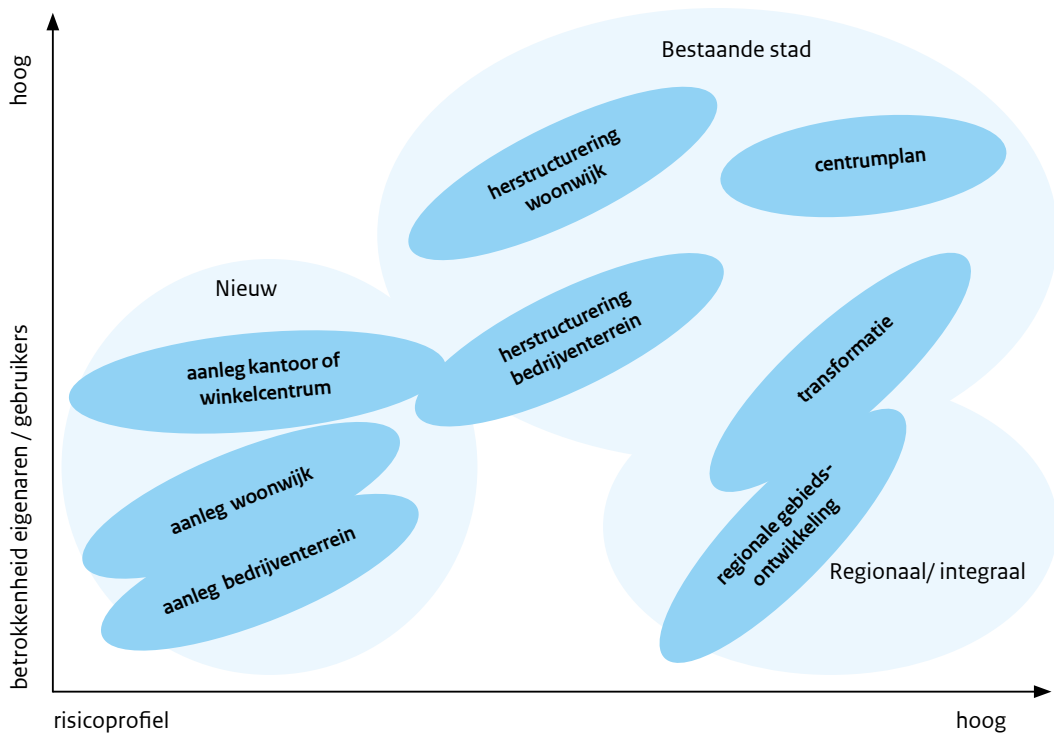 hoog
betrokkenheid eigenaren / gebruikers
Bestaande stad
herstructurering
woonwijk
centrumplan
Nieuw
herstructurering
bedrijventerrein
aanleg kantoor of
winkelcentrum
transformatie
aanleg woonwijk
aanleg bedrijventerrein
regionale gebieds-
ontwikkeling
Regionaal/ integraal
risicoprofiel
hoog